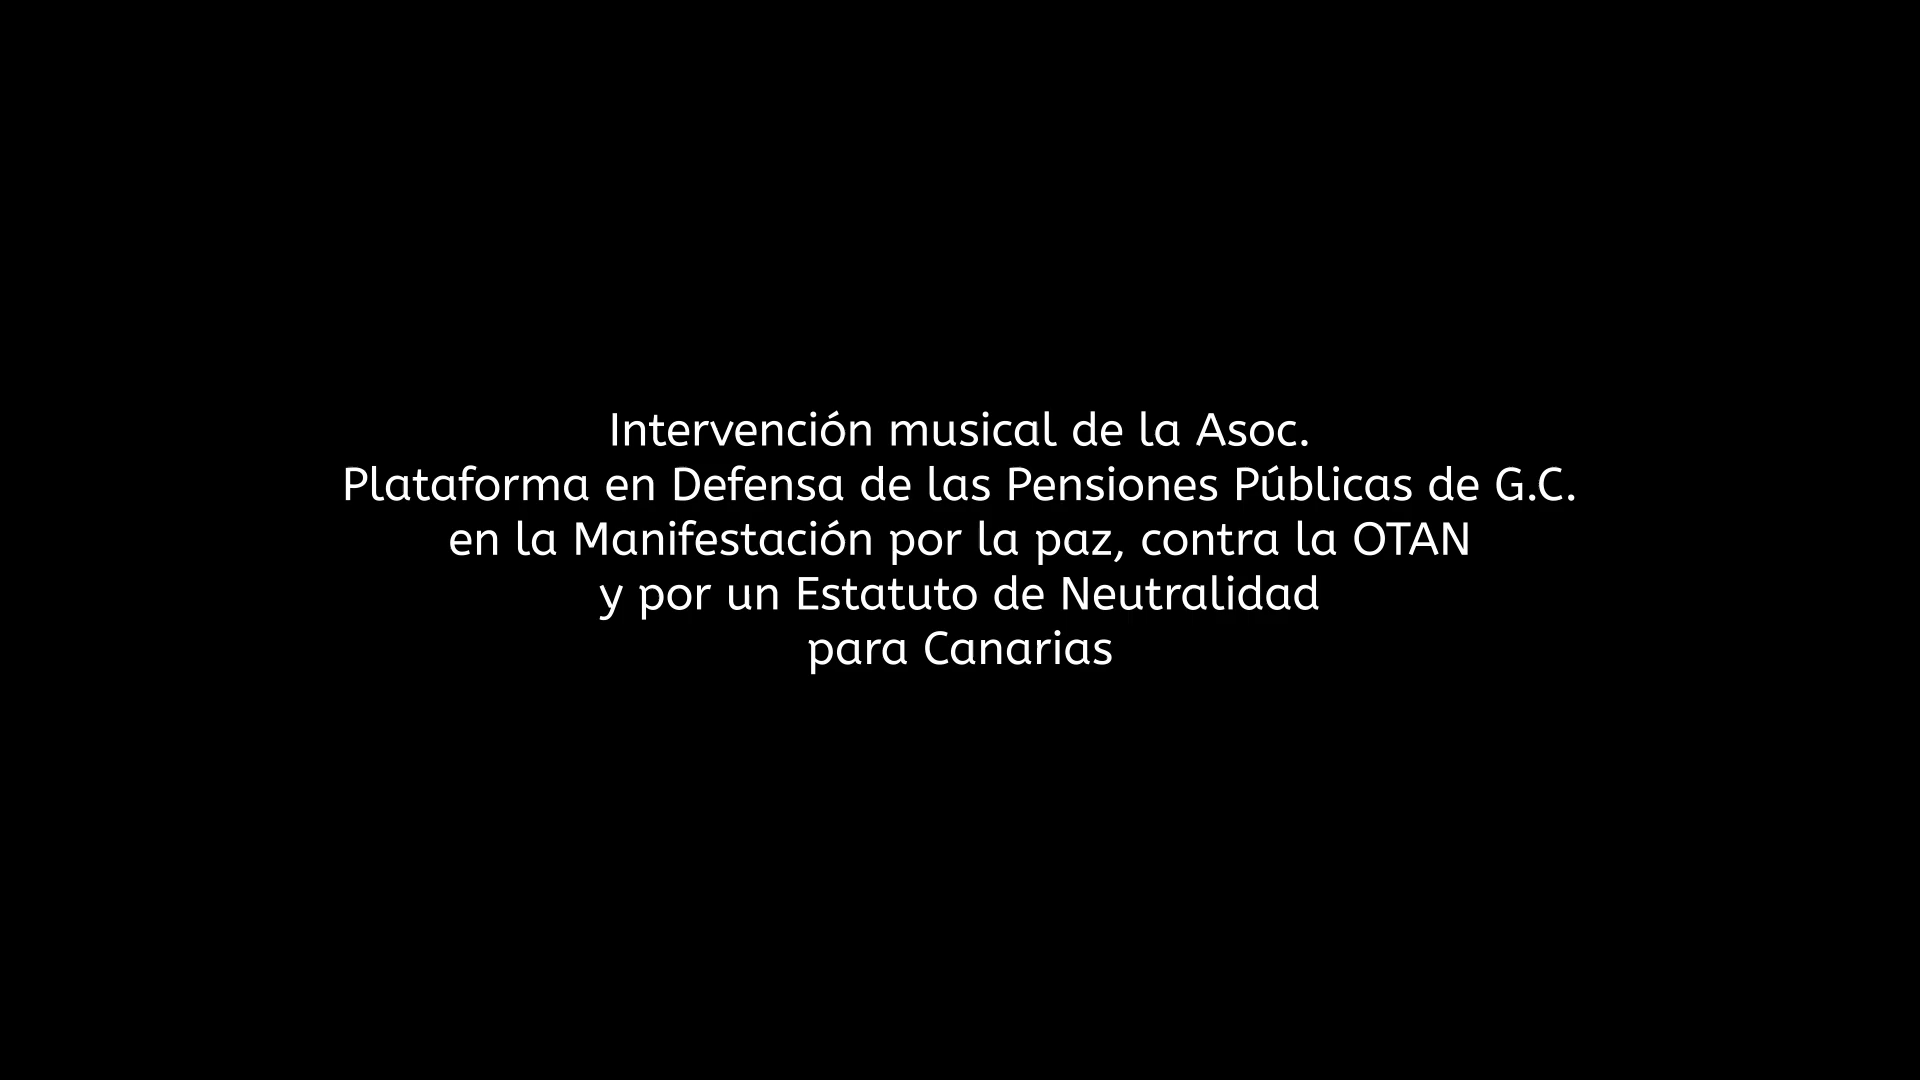 Intervención musical de la Asoc.
Plataforma en Defensa de las Pensiones Públicas de G.C.
en la Manifestación por la paz, contra la OTAN
y por un Estatuto de Neutralidad
para Canarias